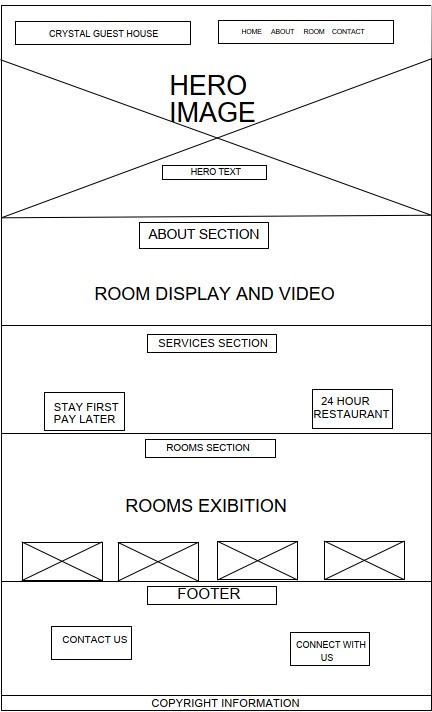 CRYSTAL GUEST HOUSE
HOME ABOUT ROOM CONTACT
HERO
IMAGE
HERO TEXT
ABOUT SECTION
ROOM DISPLAY AND VIDEO
SERVICES SECTION
STAY FIRST
PAY LATER
24 HOUR
RESTAURANT
ROOMS SECTION
ROOMS EXIBITION
FOOTER
CONTACT US
CONNECT WITH
US
COPYRIGHT INFORMATION